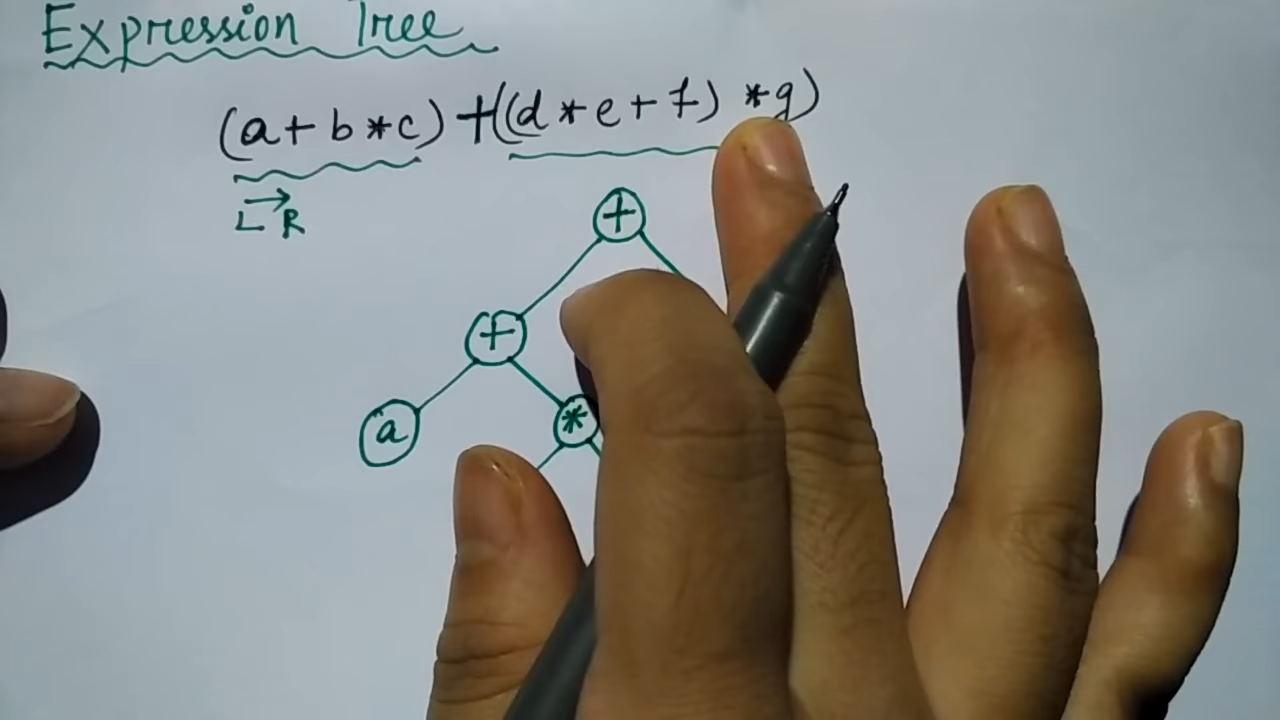 Expression Tree
(a+b*c)+((d*e+f)*g)
L R
+
+
a
*